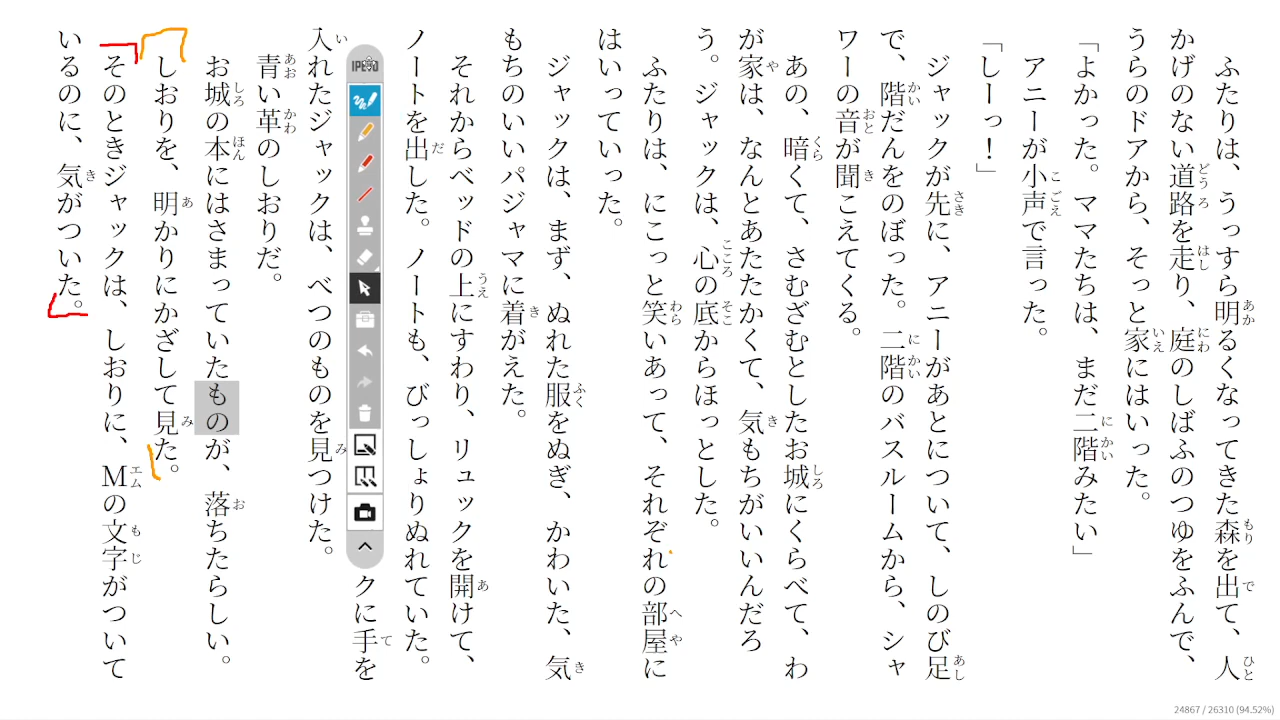 ふたりは、うっすら明るくなってきた森を出て、人
かげのない道路を走り、庭のしばふのつゆをふんで、
うらのドアから、そっと家にはいった。
「よかった。ママたちは、まだ二階みたい」
アニーが小声で言った。
「しーっ！」
ジャックが先に、アニーがあとについて、しのび足
で、階だんをのぼった。二階のバスルームから、シャ
ワーの音が聞こえてくる。
あの、暗くて、さむざむとしたお城にくらべて、わ
が家は、なんとあたたかくて、気もちがいいんだろ
う。ジャックは、心の底からほっとした。
ふたりは、にこっと笑いあって、それぞれの部屋に
はいっていった。
ジャックは、まず、ぬれた服をぬぎ、かわいた、気
もちのいいパジャマに着がえた。
それからベッドの上にすわり、リュックを開けて、
ノートを出した。ノートも、びっしょりぬれていた。
クに手を
入れたジャックは、べつのものを見つけた。
青い革のしおりだ。
お城の本にはさまっていたものが、落ちたらしい。
しおりを、明かりにかざして見た。
そのときジャックは、しおりに、Mの文字がついて
いるのに、気がついた。
IPEVO
24867 / 26310 (94.52%)